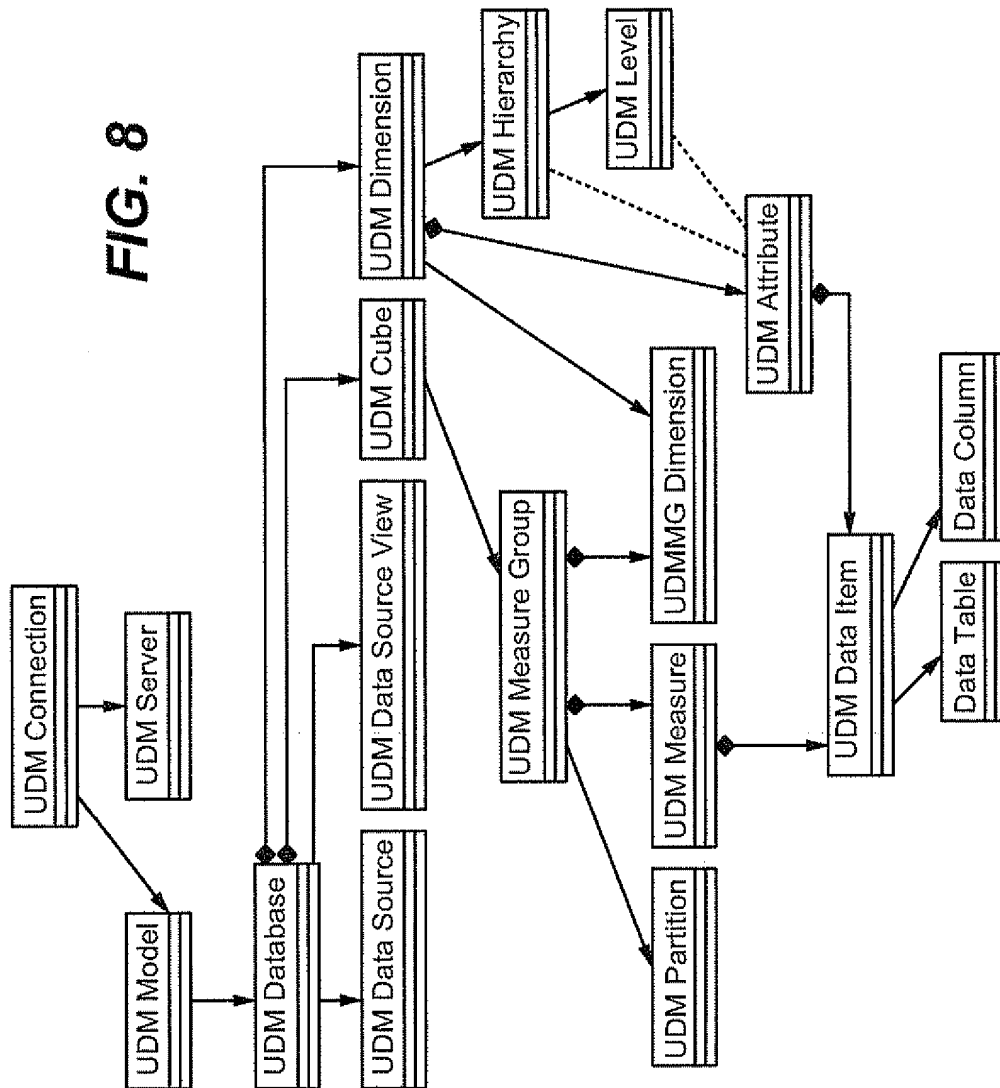 FIG. 8
UDM Connection
UDM Model
UDM Server
UDM Database
UDM Data Source
UDM Data Source View
UDM Cube
UDM Dimension
UDM Measure Group
UDM Hierarchy
UDM Level
UDM Partition
UDM Measure
UDMMG Dimension
UDM Attribute
UDM Data Item
Data Table
Data Column